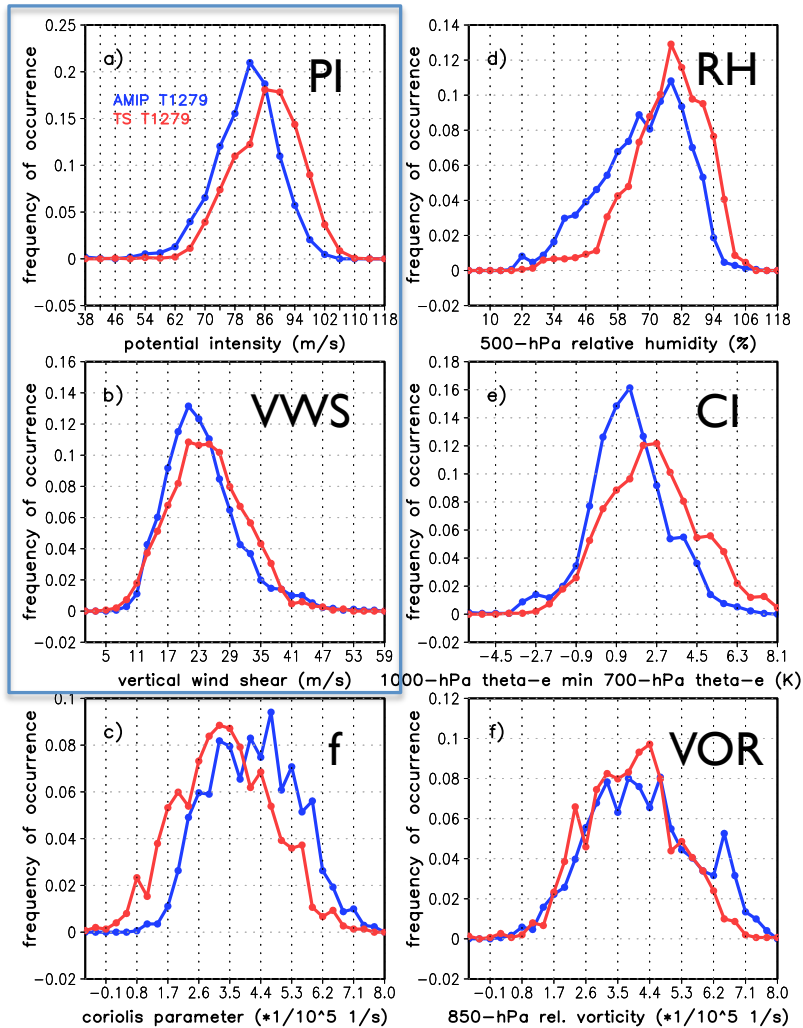 a)
PI
AMIP T1279
TS T1279
frequency of occurrence
0.25
0.2
0.15
0.1
0.05
0
−0.05
38 46 54 62 70 78 86 94 102 110 118
potential intensity (m/s)
d)
RH
frequency of occurrence
0.14
0.12
0.1
0.08
0.06
0.04
0.02
0
−0.02
10 22 34 46 58 70 82 94 106 118
500−hPa relative humidity (%)
b)
VWS
frequency of occurrence
0.16
0.14
0.12
0.1
0.08
0.06
0.04
0.02
0
−0.02
5 11 17 23 29 35 41 47 53 59
vertical wind shear (m/s)
e)
CI
frequency of occurrence
0.18
0.16
0.14
0.12
0.1
0.08
0.06
0.04
0.02
0
−0.02
−4.5 −2.7 −0.9 0.9 2.7 4.5 6.3 8.1
1000−hPa theta−e min 700−hPa theta−e (K)
c)
f
frequency of occurrence
0.1
0.08
0.06
0.04
0.02
0
−0.02
−0.1 0.8 1.7 2.6 3.5 4.4 5.3 6.2 7.1 8.0
coriolis parameter (*1/10^5 1/s)
f)
VOR
frequency of occurrence
0.12
0.1
0.08
0.06
0.04
0.02
0
−0.02
−0.1 0.8 1.7 2.6 3.5 4.4 5.3 6.2 7.1 8.0
850−hPa rel. vorticity (*1/10^5 1/s)